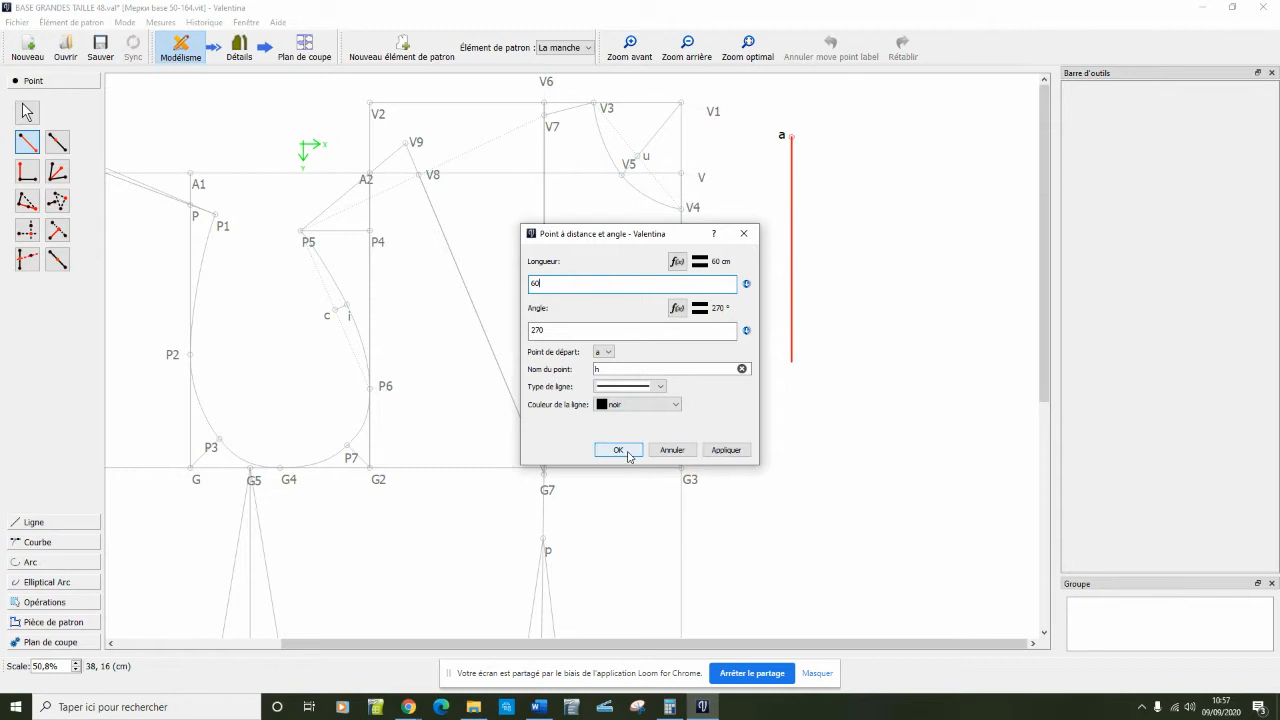 BASE GRANDES TAILLE 48.val* [Мерки base 50-164.vit] - Valentina
Fichier Élément de patron Mode Mesures Historique Fenêtre Aide
Nouveau Ouvrir Sauver Sync Modélisme Détails Plan de coupe Nouveau élément de patron Élément de patron: La manche Zoom avant Zoom arrière Zoom optimal Annuler move point label Rétablir
Point
Barre d'outils
V6
V2 V3 V1
V7
V9 u
V5
A1 A2 V8 V
P P1 V4
P5 P4
a
c i
P2 P6
P3 P7
G G5 G4 G2 G7 G3
p
x
Y
Point à distance et angle - Valentina ?
Longueur: f(x) 60 cm
60
Angle: f(x) 270 °
270
Point de départ: a
Nom du point: h
Type de ligne:
Couleur de la ligne: noir
OK Annuler Appliquer
Ligne
Courbe
Arc
Elliptical Arc
Opérations
Pièce de patron
Plan de coupe
Groupe
Scale: 50,8% 38, 16 (cm)
Votre écran est partagé par le biais de l'application Loom for Chrome. Arrêter le partage Masquer
Taper ici pour rechercher
10:57
09/09/2020